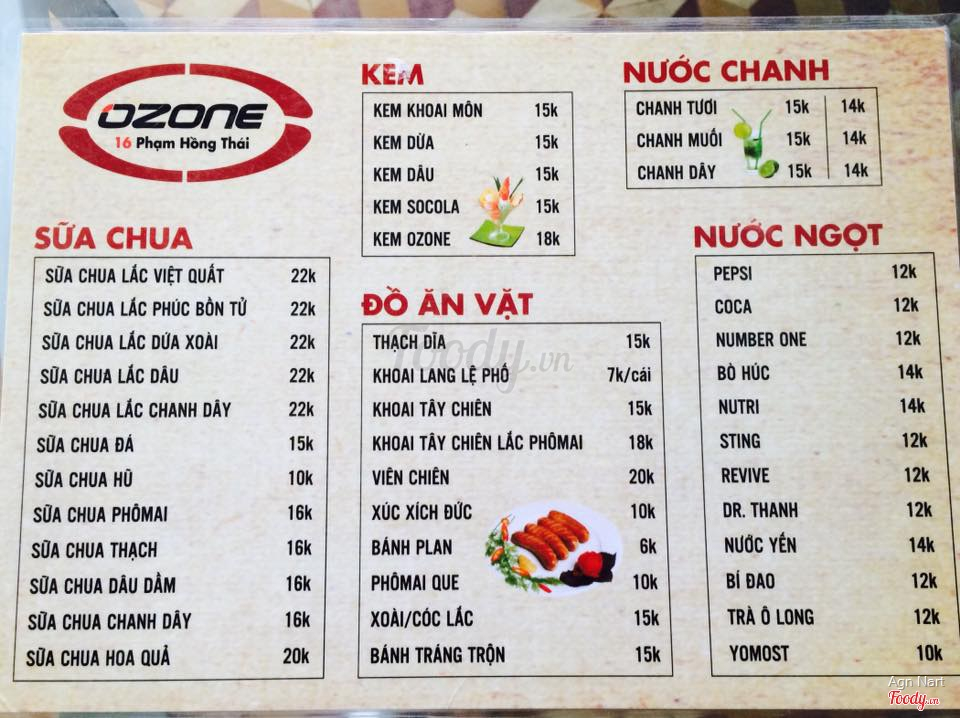 OZONE
16 Phạm Hồng Thái
SỮA CHUA
SỮA CHUA LẮC VIỆT QUẤT 22k
SỮA CHUA LẮC PHÚC BỒN TỬ 22k
SỮA CHUA LẮC DỨA XOÀI 22k
SỮA CHUA LẮC DÂU 22k
SỮA CHUA LẮC CHANH DÂY 22k
SỮA CHUA ĐÁ 15k
SỮA CHUA HŨ 10k
SỮA CHUA PHÔMAI 16k
SỮA CHUA THẠCH 16k
SỮA CHUA DÂU DẦM 16k
SỮA CHUA CHANH DÂY 16k
SỮA CHUA HOA QUẢ 20k
KEM
KEM KHOAI MÔN 15k
KEM DỪA 15k
KEM DÂU 15k
KEM SOCOLA 15k
KEM OZONE 18k
ĐỒ ĂN VẶT
THẠCH DĨA 15k
KHOAI LANG LỆ PHỐ 7k/cái
KHOAI TÂY CHIÊN 15k
KHOAI TÂY CHIÊN LẮC PHÔMAI 18k
VIÊN CHIÊN 20k
XÚC XÍCH ĐỨC 10k
BÁNH PLAN 6k
PHÔMAI QUE 10k
XOÀI/CÓC LẮC 15k
BÁNH TRÁNG TRỘN 15k
NƯỚC CHANH
CHANH TƯƠI 15k 14k
CHANH MUỐI 15k 14k
CHANH DÂY 15k 14k
NƯỚC NGỌT
PEPSI 12k
COCA 12k
NUMBER ONE 12k
BÒ HÚC 14k
NUTRI 14k
STING 12k
REVIVE 12k
DR. THANH 12k
NƯỚC YẾN 14k
BÍ ĐAO 12k
TRÀ Ô LONG 12k
YOMOST 10k
Foody.vn
Agn Nart
Foody.vn